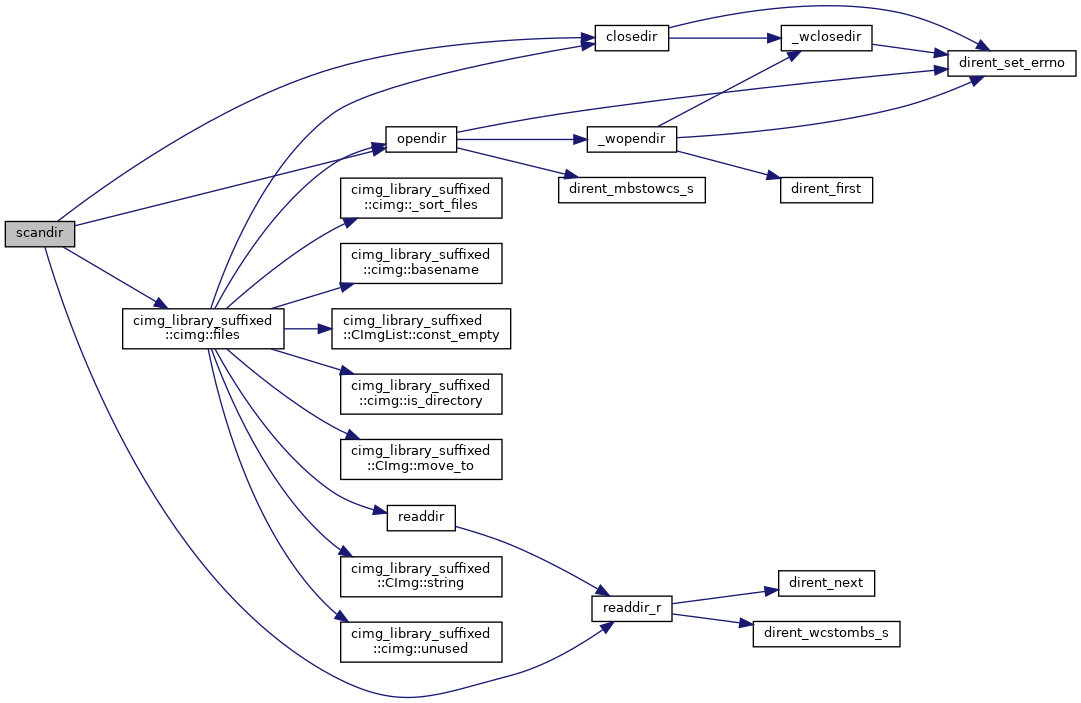 closedir
_wclosedir
dirent_set_errno
opendir
_wopendir
dirent_mbstowcs_s
dirent_first
cimg_library_suffixed
::cimg::_sort_files
scandir
cimg_library_suffixed
::cimg::basename
cimg_library_suffixed
::cimg::files
cimg_library_suffixed
::CImgList::const_empty
cimg_library_suffixed
::cimg::is_directory
cimg_library_suffixed
::CImg::move_to
readdir
cimg_library_suffixed
::CImg::string
dirent_next
readdir_r
dirent_wcstombs_s
cimg_library_suffixed
::cimg::unused